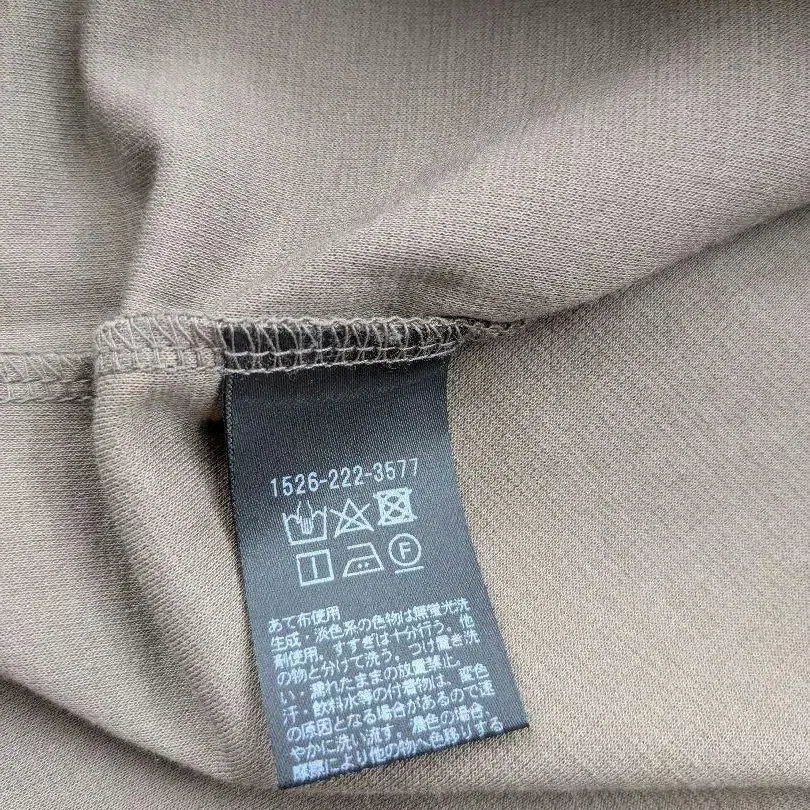 1526-222-3577
F
あて布使用
生成・淡色系の色物は無蛍光洗
剤使用。すすぎは十分行う。他
の物と分けて洗う。つけ置き洗
い・濡れたままの放置禁止。
汗・飲料水等の付着物は、変色
の原因となる場合があるので速
やかに洗い流す。濃色の場合、
摩擦により他の物へ色移りする